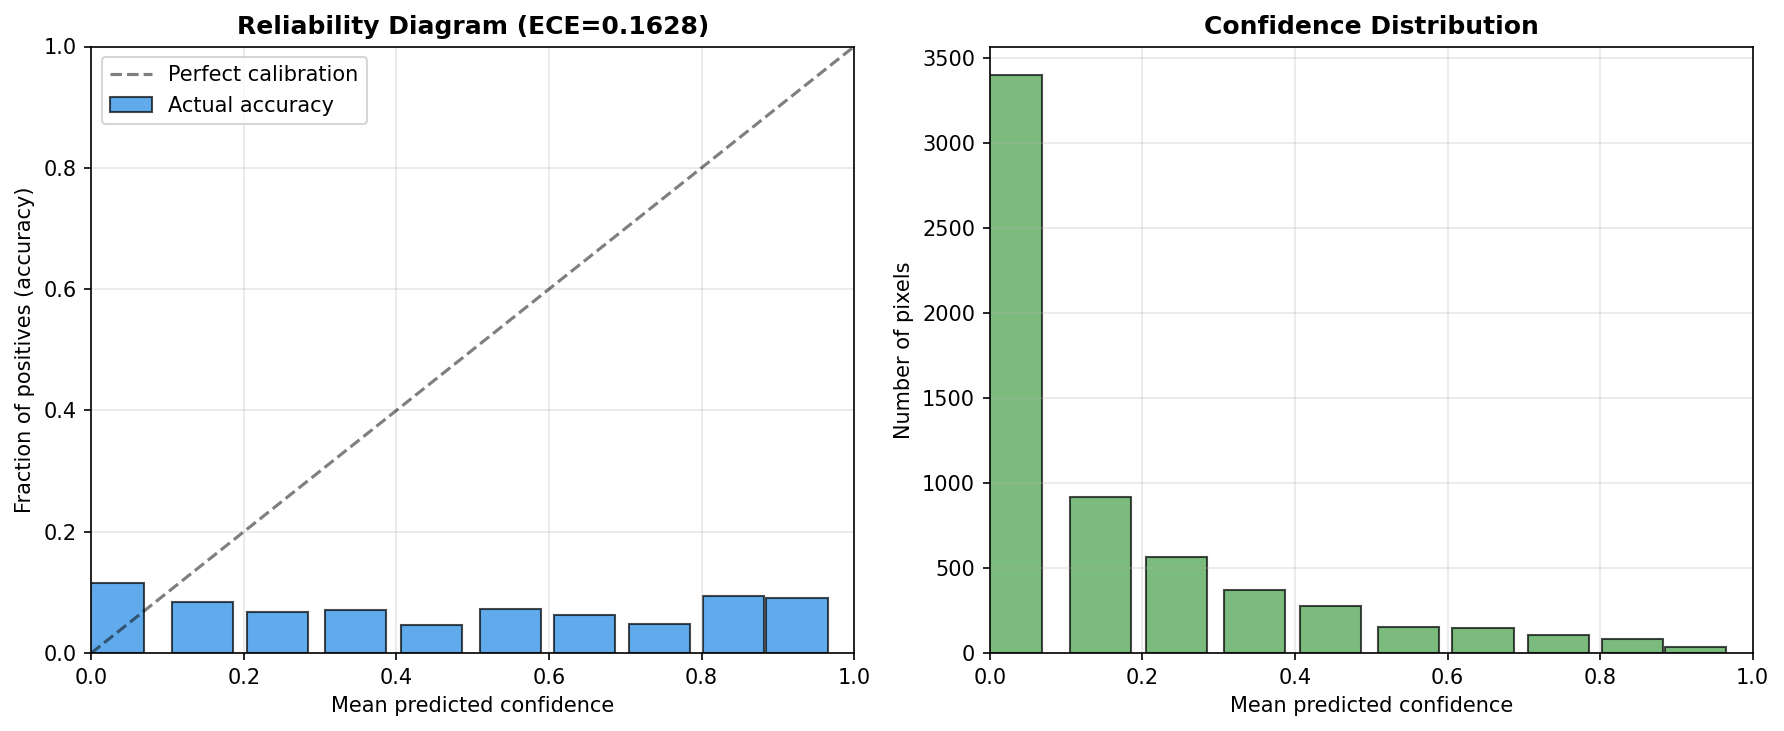 Reliability Diagram (ECE=0.1628)
Perfect calibration
Actual accuracy
Fraction of positives (accuracy)
1.0
0.8
0.6
0.4
0.2
0.0
0.0 0.2 0.4 0.6 0.8 1.0
Mean predicted confidence
Confidence Distribution
Number of pixels
3500
3000
2500
2000
1500
1000
500
0
0.0 0.2 0.4 0.6 0.8 1.0
Mean predicted confidence